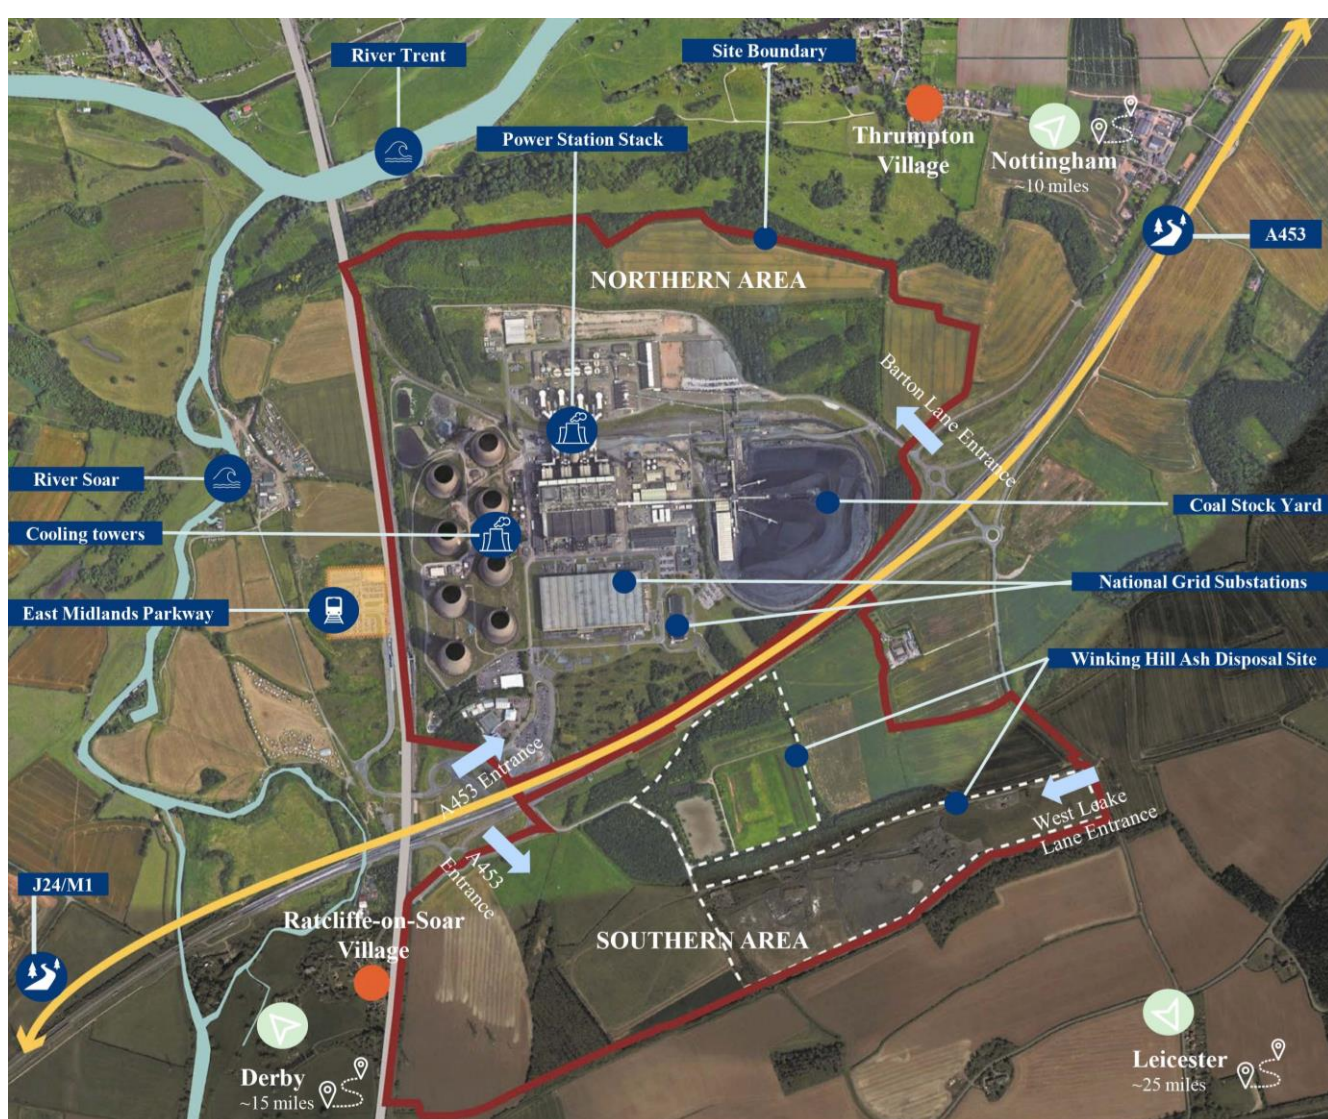 River Trent
Site Boundary
Power Station Stack
Thrumpton
Village
Nottingham
~10 miles
A453
NORTHERN AREA
Barton Lane Entrance
River Soar
Cooling towers
Coal Stock Yard
National Grid Substations
East Midlands Parkway
Winking Hill Ash Disposal Site
A453 Entrance
West Leake
Lane Entrance
A453
Entrance
J24/M1
Ratcliffe-on-Soar
Village
SOUTHERN AREA
Derby
~15 miles
Leicester
~25 miles